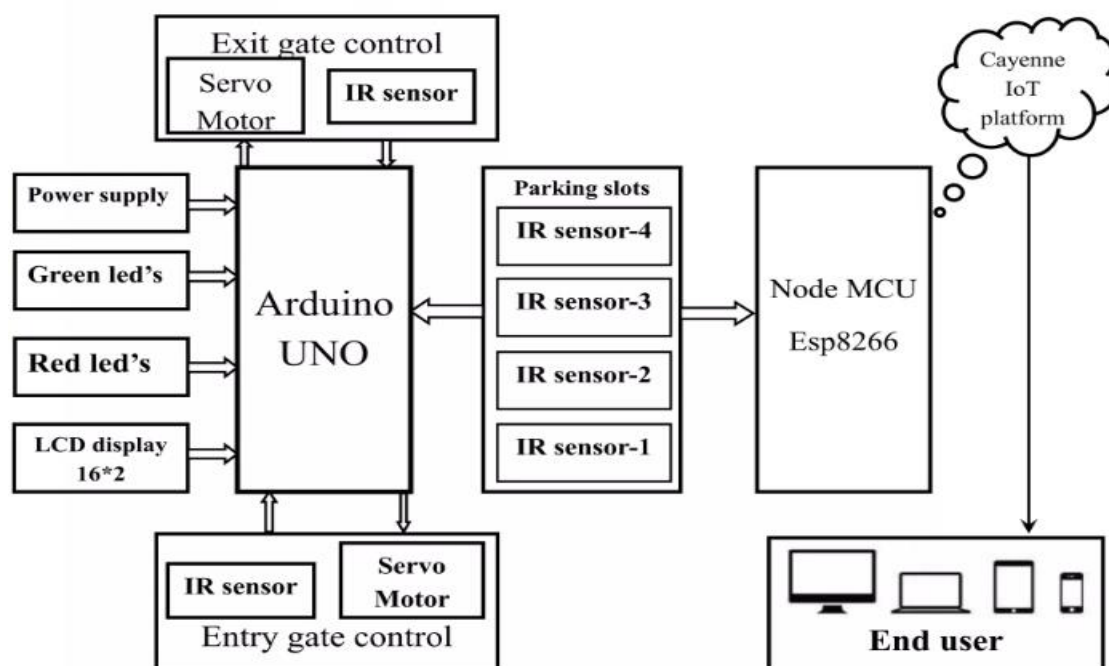 Exit gate control
Servo
Motor
IR sensor
Cayenne
IoT
platform
Power supply
Green led's
Red led's
LCD display
16*2
Arduino
UNO
Parking slots
IR sensor-4
IR sensor-3
IR sensor-2
IR sensor-1
Node MCU
Esp8266
IR sensor
Servo
Motor
Entry gate control
End user